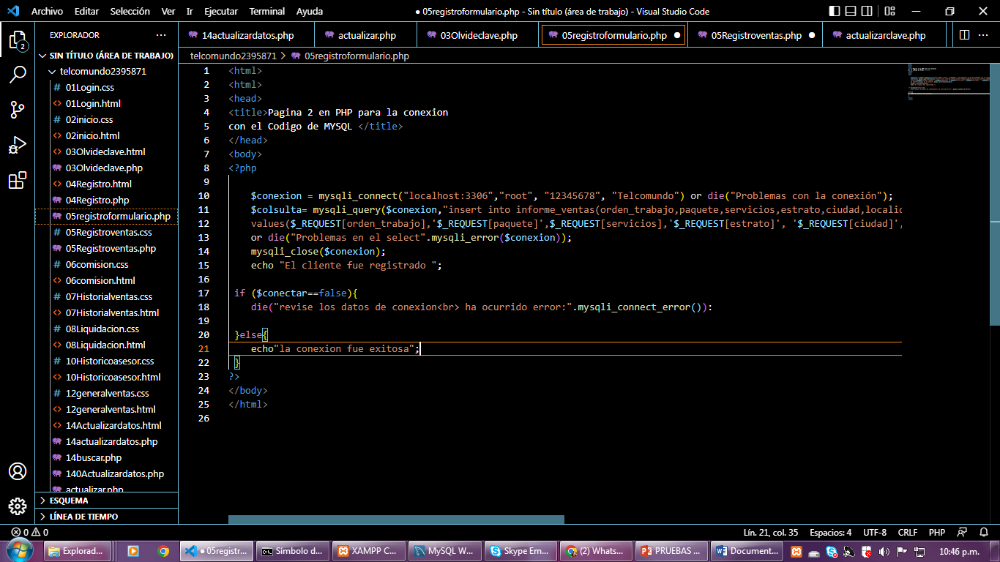 Archivo Editar Selección Ver Ir Ejecutar Terminal Ayuda
● 05registroformulario.php - Sin título (área de trabajo) - Visual Studio Code
EXPLORADOR ···
14actualizardatos.php actualizar.php 03Olvideclave.php 05registroformulario.php ● 05Registroventas.php ● actualizarclave.php ···
SIN TÍTULO (ÁREA DE TRABAJO)
telcomundo2395871 > 05registroformulario.php
telcomundo2395871
# 01Login.css
<> 01Login.html
# 02inicio.css
<> 02inicio.html
<> 03Olvideclave.html
03Olvideclave.php
<> 04Registro.html
04Registro.php
05registroformulario.php
# 05Registroventas.css
05Registroventas.php
# 06comision.css
<> 06comision.html
# 07Historialventas.css
<> 07Historialventas.html
# 08Liquidacion.css
<> 08Liquidacion.html
# 10Historicoasesor.css
<> 10Historicoasesor.html
# 12generalventas.css
<> 12generalventas.html
<> 14Actualizardatos.html
14actualizardatos.php
14buscar.php
140Actualizardatos.php
actualizar.php
ESQUEMA
LÍNEA DE TIEMPO
2
1 <html>
2 <html>
3 <head>
4 <title>Pagina 2 en PHP para la conexion
5 con el Codigo de MYSQL </title>
6 </head>
7 <body>
8 <?php
9
10 $conexion = mysqli_connect("localhost:3306","root", "12345678", "Telcomundo") or die("Problemas con la conexión");
11 $colsulta= mysqli_query($conexion,"insert into informe_ventas(orden_trabajo,paquete,servicios,estrato,ciudad,localid
12 values($_REQUEST[orden_trabajo],'$_REQUEST[paquete]',$_REQUEST[servicios],'$_REQUEST[estrato]', '$_REQUEST[ciudad]',
13 or die("Problemas en el select".mysqli_error($conexion));
14 mysqli_close($conexion);
15 echo "El cliente fue registrado ";
16
17 if ($conectar==false){
18 die("revise los datos de conexion<br> ha ocurrido error:".mysqli_connect_error()):
19
20 }else{
21 echo"la conexion fue exitosa";
22 }
23 ?>
24 </body>
25 </html>
26
0 0 Lín. 21, col. 35 Espacios: 4 UTF-8 CRLF PHP
Explorad... ● 05registr... Símbolo d... XAMPP C... MySQL W... Skype Em... (2) Whats... PRUEBAS ... Document... 10:46 p.m.